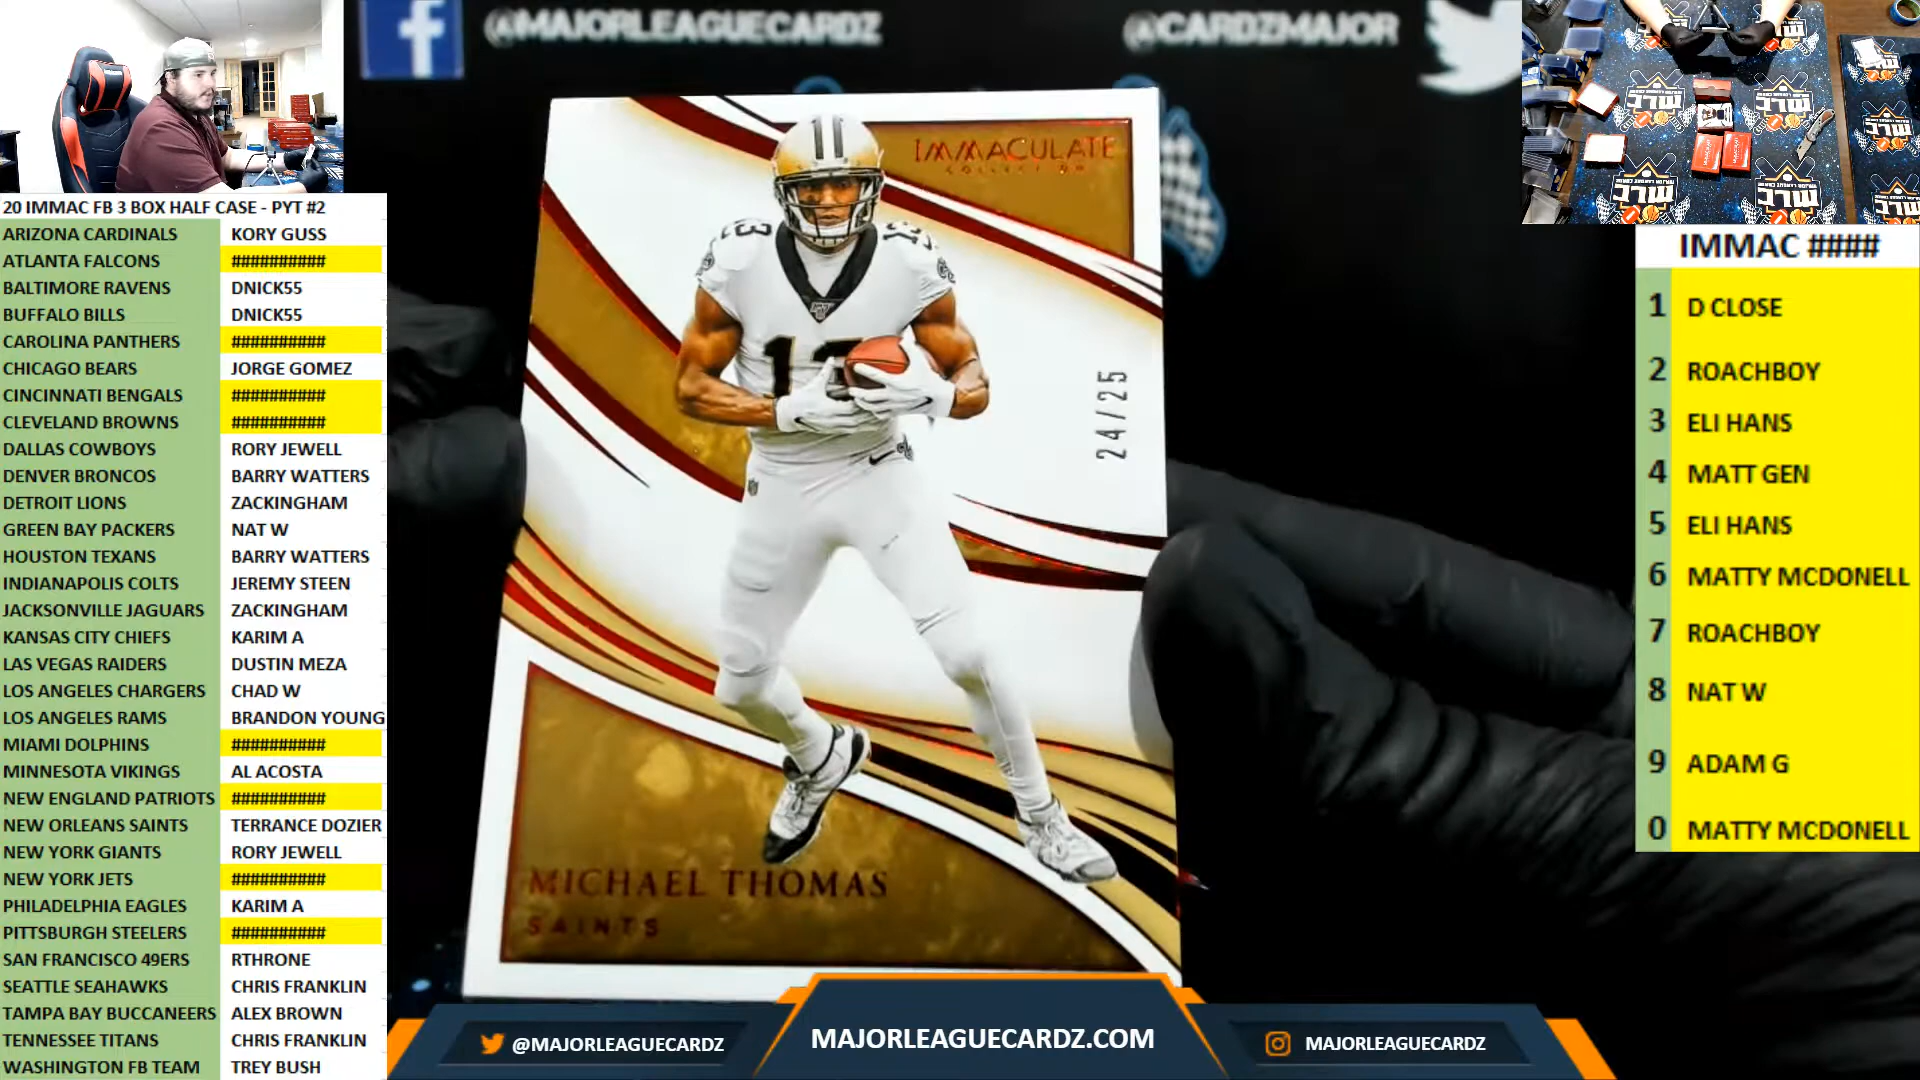 @MAJORLEAGUECARDZ
@CARDZMAJOR
20 IMMAC FB 3 BOX HALF CASE - PYT #2
ARIZONA CARDINALS KORY GUSS
ATLANTA FALCONS ##########
BALTIMORE RAVENS DNICK55
BUFFALO BILLS DNICK55
CAROLINA PANTHERS ##########
CHICAGO BEARS JORGE GOMEZ
CINCINNATI BENGALS ##########
CLEVELAND BROWNS ##########
DALLAS COWBOYS RORY JEWELL
DENVER BRONCOS BARRY WATTERS
DETROIT LIONS ZACKINGHAM
GREEN BAY PACKERS NAT W
HOUSTON TEXANS BARRY WATTERS
INDIANAPOLIS COLTS JEREMY STEEN
JACKSONVILLE JAGUARS ZACKINGHAM
KANSAS CITY CHIEFS KARIM A
LAS VEGAS RAIDERS DUSTIN MEZA
LOS ANGELES CHARGERS CHAD W
LOS ANGELES RAMS BRANDON YOUNG
MIAMI DOLPHINS ##########
MINNESOTA VIKINGS AL ACOSTA
NEW ENGLAND PATRIOTS ##########
NEW ORLEANS SAINTS TERRANCE DOZIER
NEW YORK GIANTS RORY JEWELL
NEW YORK JETS ##########
PHILADELPHIA EAGLES KARIM A
PITTSBURGH STEELERS ##########
SAN FRANCISCO 49ERS RTHRONE
SEATTLE SEAHAWKS CHRIS FRANKLIN
TAMPA BAY BUCCANEERS ALEX BROWN
TENNESSEE TITANS CHRIS FRANKLIN
WASHINGTON FB TEAM TREY BUSH
IMMACULATE
COLLECTION
13
13
13
24/25
MICHAEL THOMAS
SAINTS
IMMAC ####
1 D CLOSE
2 ROACHBOY
3 ELI HANS
4 MATT GEN
5 ELI HANS
6 MATTY MCDONELL
7 ROACHBOY
8 NAT W
9 ADAM G
0 MATTY MCDONELL
@MAJORLEAGUECARDZ
MAJORLEAGUECARDZ.COM
MAJORLEAGUECARDZ